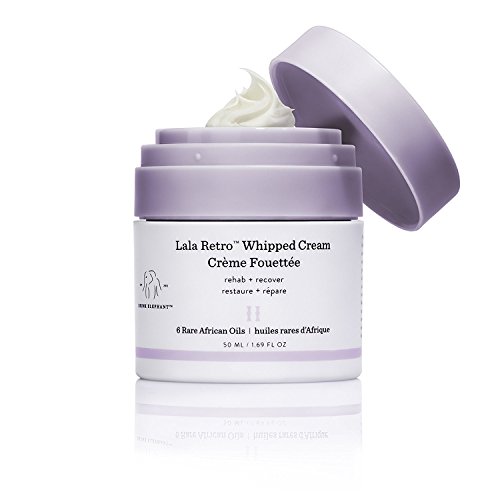 Lala Retro™ Whipped Cream
Crème Fouettée
rehab + recover
restaure + répare
ELEPHANT™
6 Rare African Oils | huiles rares d'Afrique
50 ML / 1.69 FL OZ